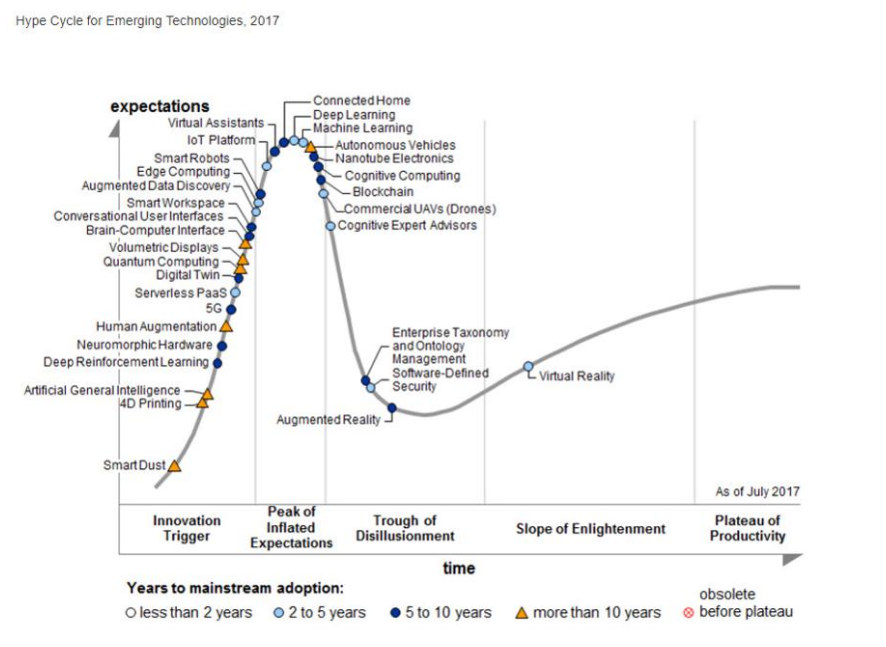 Hype Cycle for Emerging Technologies, 2017
expectations
Connected Home
Deep Learning
Virtual Assistants
Machine Learning
IoT Platform
Autonomous Vehicles
Smart Robots
Nanotube Electronics
Edge Computing
Cognitive Computing
Augmented Data Discovery
Blockchain
Smart Workspace
Commercial UAVs (Drones)
Conversational User Interfaces
Cognitive Expert Advisors
Brain-Computer Interface
Volumetric Displays
Quantum Computing
Digital Twin
Serverless PaaS
5G
Human Augmentation
Neuromorphic Hardware
Deep Reinforcement Learning
Artificial General Intelligence
4D Printing
Smart Dust
Enterprise Taxonomy
and Ontology
Management
Software-Defined
Security
Augmented Reality
Virtual Reality
As of July 2017
Innovation
Trigger
Peak of
Inflated
Expectations
Trough of
Disillusionment
Slope of Enlightenment
Plateau of
Productivity
time
Years to mainstream adoption:
less than 2 years
2 to 5 years
5 to 10 years
more than 10 years
obsolete
before plateau